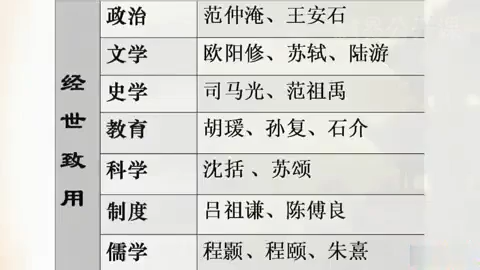 经世致用
政治 范仲淹、王安石
文学 欧阳修、苏轼、陆游
史学 司马光、范祖禹
教育 胡瑗、孙复、石介
科学 沈括、苏颂
制度 吕祖谦、陈傅良
儒学 程颢、程颐、朱熹